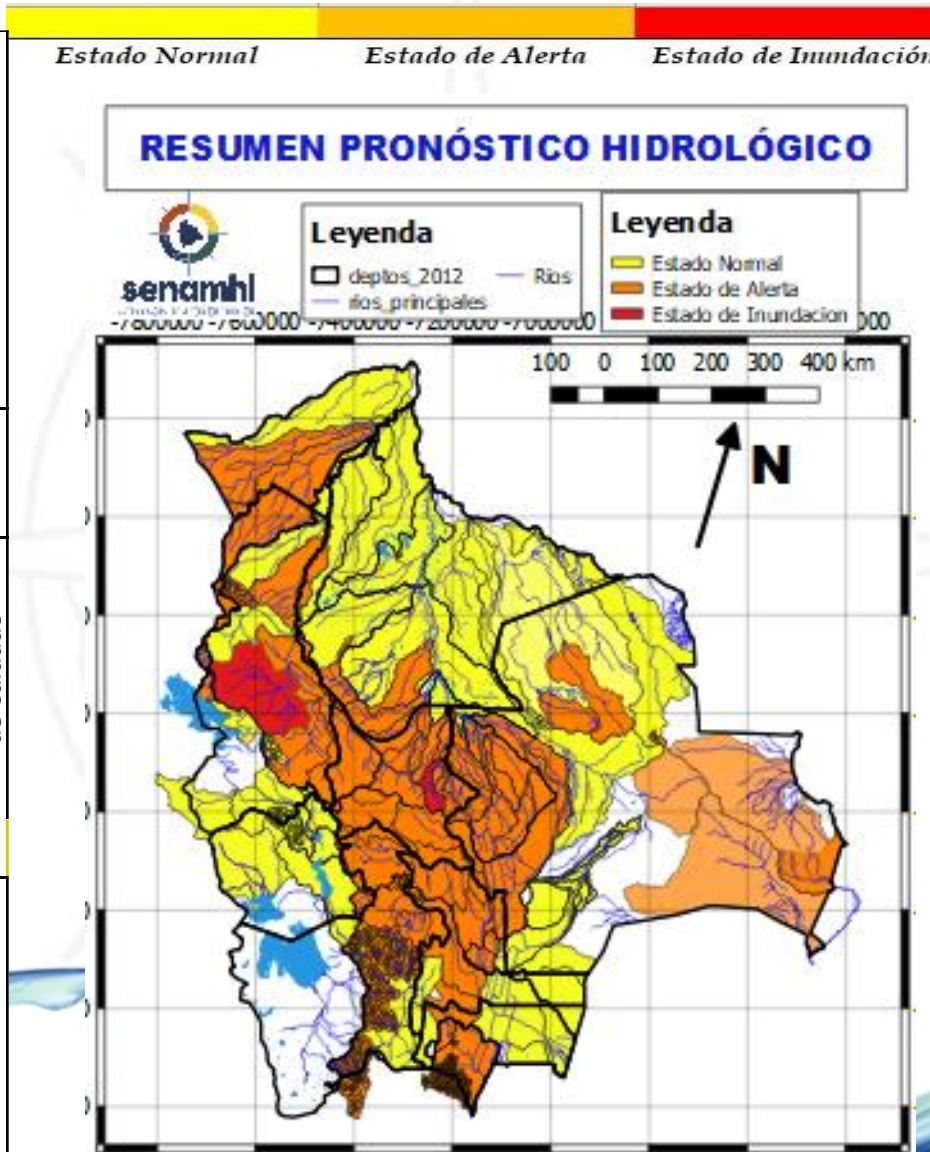 Estado Normal Estado de Alerta Estado de Inundación
RESUMEN PRONÓSTICO HIDROLÓGICO
senamhi
Leyenda
deptos_2012 Rios
rios_principales
Leyenda
Estado Normal
Estado de Alerta
Estado de Inundacion
-7800000 -7600000 -7400000 -7200000 -7000000
100 0 100 200 300 400 km
N